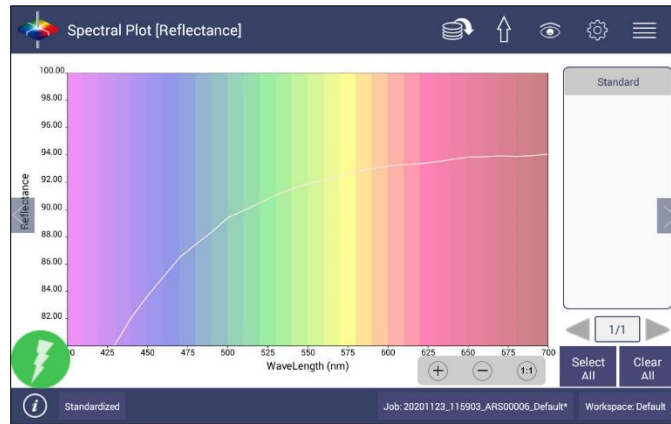 Spectral Plot [Reflectance]
100.00
98.00
96.00
94.00
92.00
90.00
88.00
86.00
84.00
82.00
Reflectance
425 450 475 500 525 550 575 600 625 650 675 700
WaveLength (nm)
1:1
Standard
1/1
Select All
Clear All
Standardized
Job: 20201123_115903_ARS00006_Default*
Workspace: Default